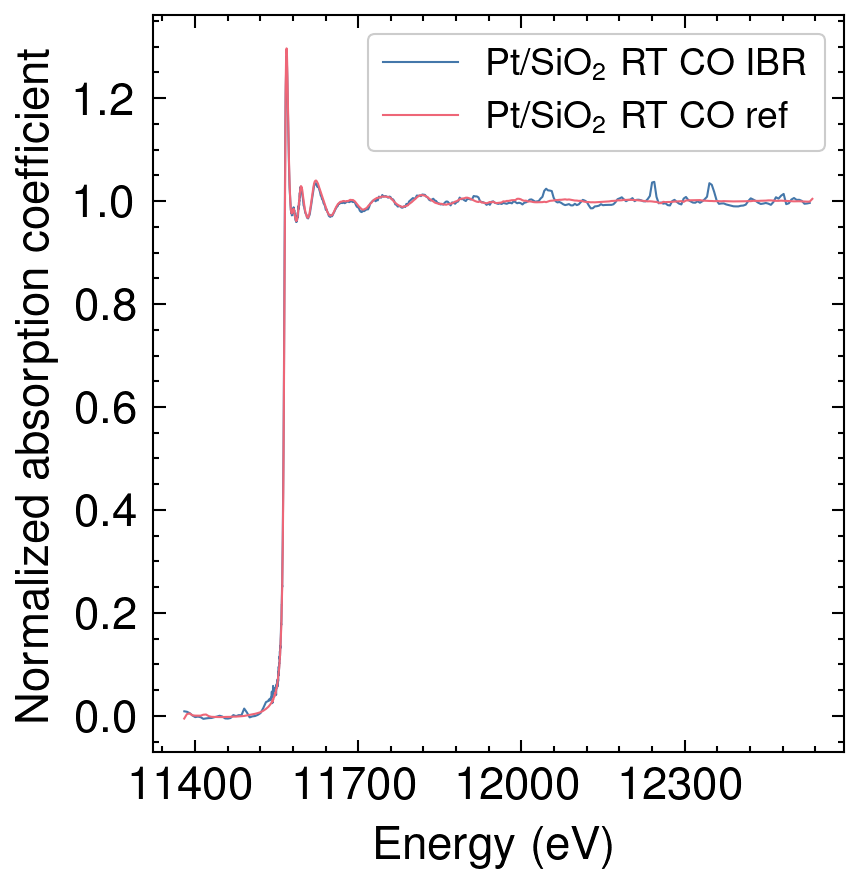 Pt/SiO₂ RT CO IBR
Pt/SiO₂ RT CO ref
Normalized absorption coefficient
1.2
1.0
0.8
0.6
0.4
0.2
0.0
11400 11700 12000 12300
Energy (eV)